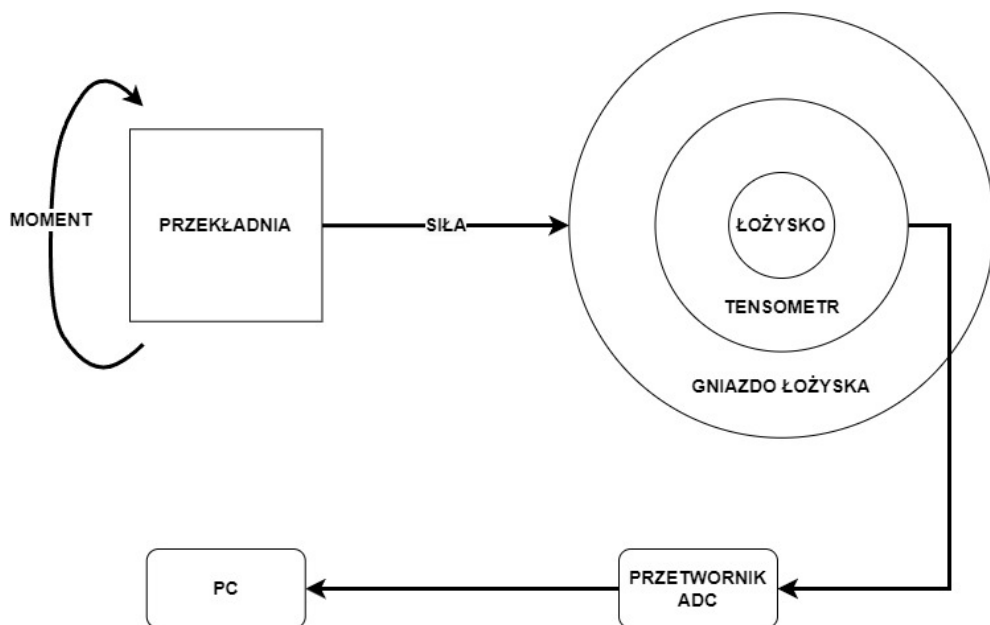 MOMENT
PRZEKŁADNIA
SIŁA
ŁOŻYSKO
TENSOMETR
GNIAZDO ŁOŻYSKA
PC
PRZETWORNIK
ADC